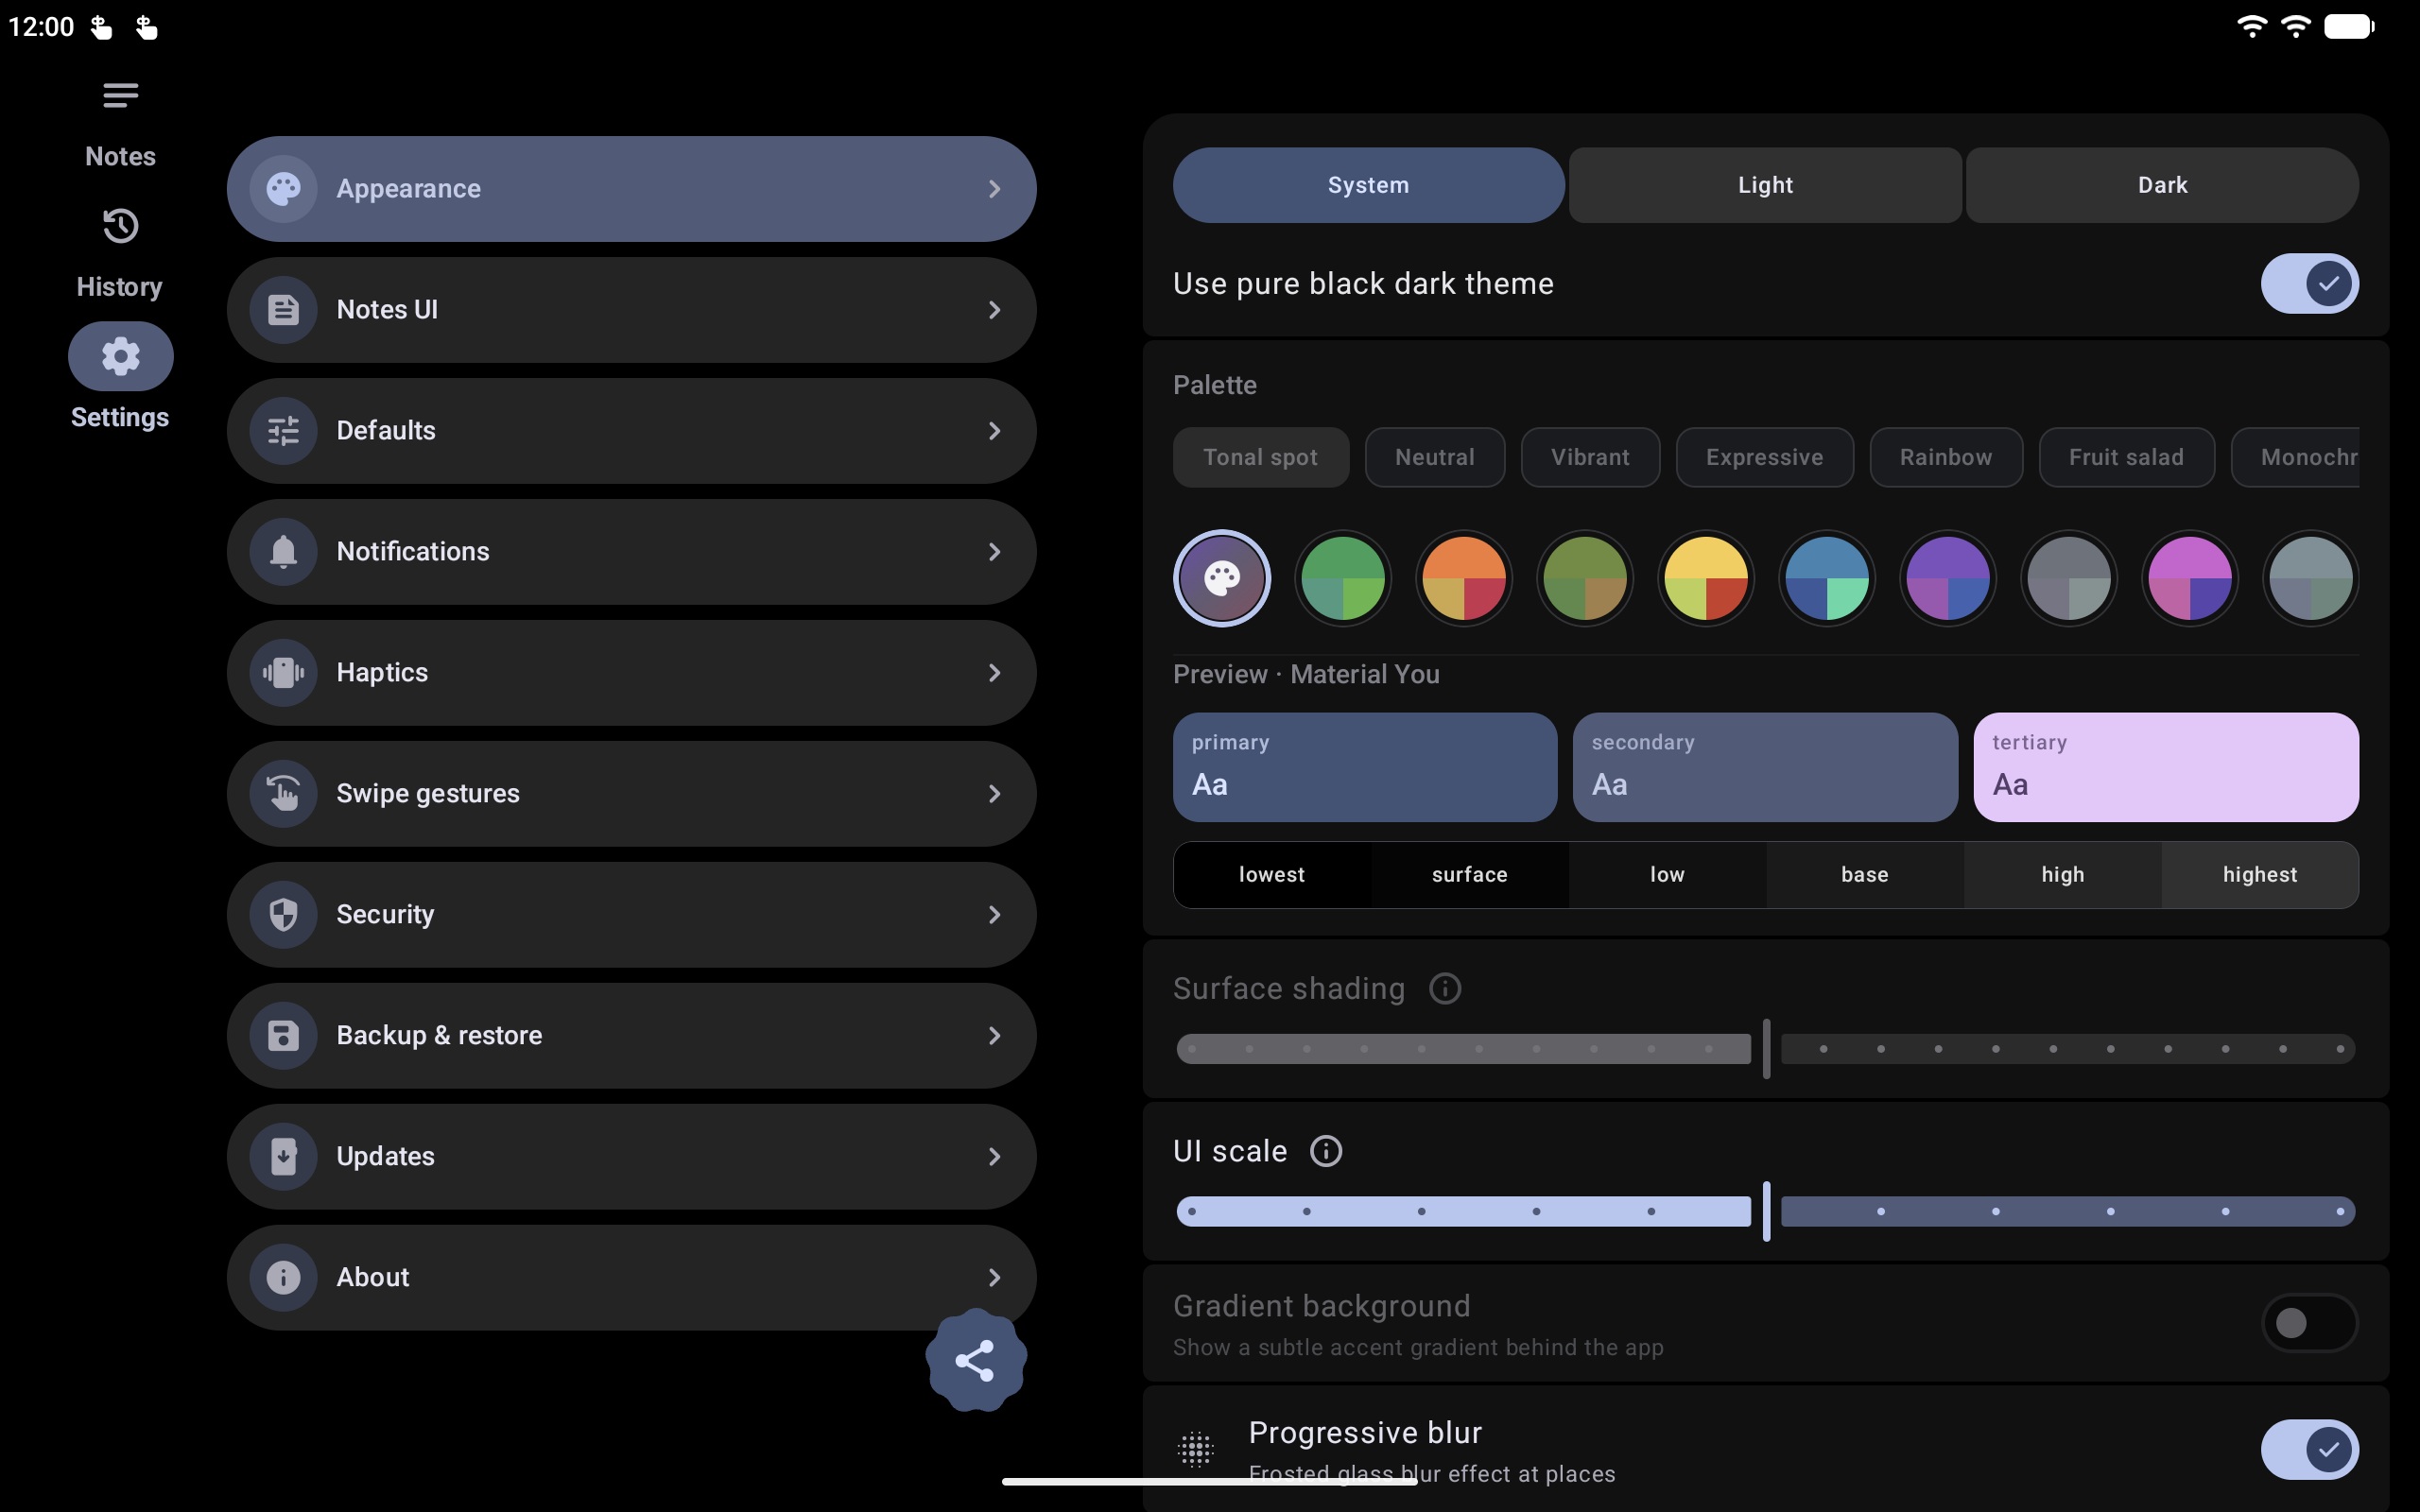 12:00
Notes
History
Settings
Appearance
Notes UI
Defaults
Notifications
Haptics
Swipe gestures
Security
Backup & restore
Updates
About
System
Light
Dark
Use pure black dark theme
Palette
Tonal spot
Neutral
Vibrant
Expressive
Rainbow
Fruit salad
Monochr
Preview · Material You
primary
Aa
secondary
Aa
tertiary
Aa
lowest
surface
low
base
high
highest
Surface shading
UI scale
Gradient background
Show a subtle accent gradient behind the app
Progressive blur
Frosted glass blur effect at places